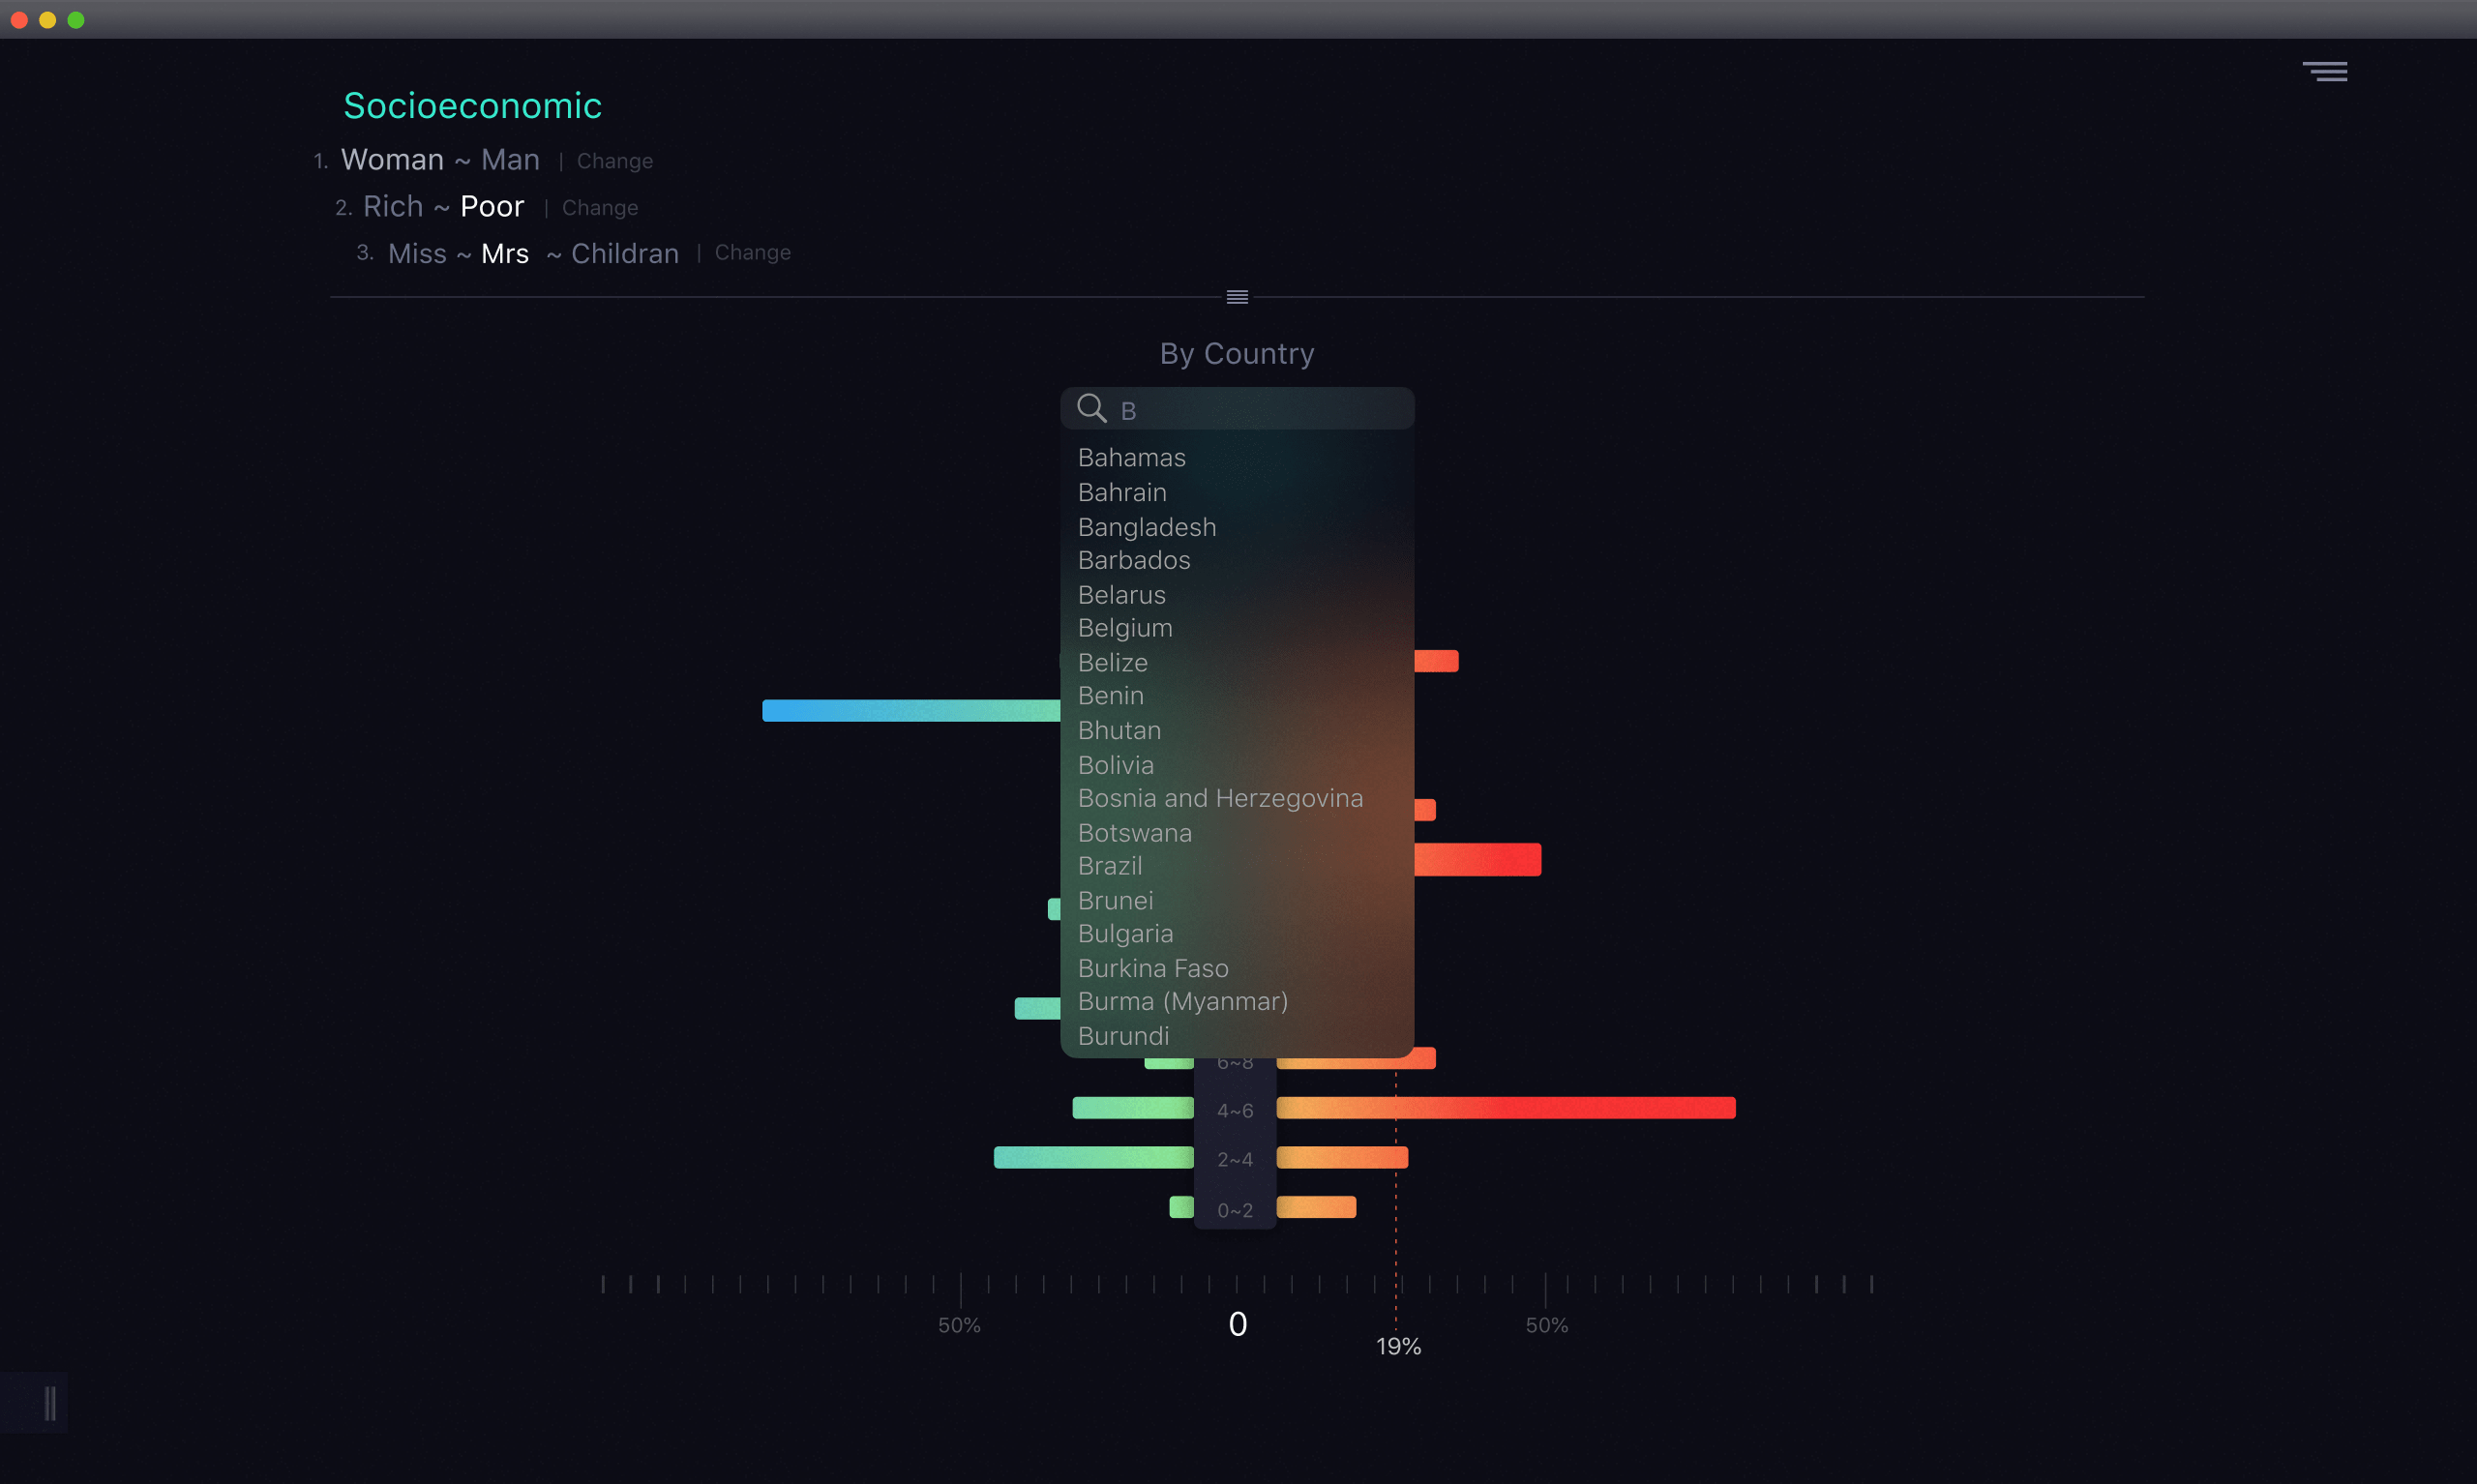 Socioeconomic
1. Woman ~ Man | Change
2. Rich ~ Poor | Change
3. Miss ~ Mrs ~ Childran | Change
By Country
B
Bahamas
Bahrain
Bangladesh
Barbados
Belarus
Belgium
Belize
Benin
Bhutan
Bolivia
Bosnia and Herzegovina
Botswana
Brazil
Brunei
Bulgaria
Burkina Faso
Burma (Myanmar)
Burundi
6~8
4~6
2~4
0~2
50% 0 50%
19%